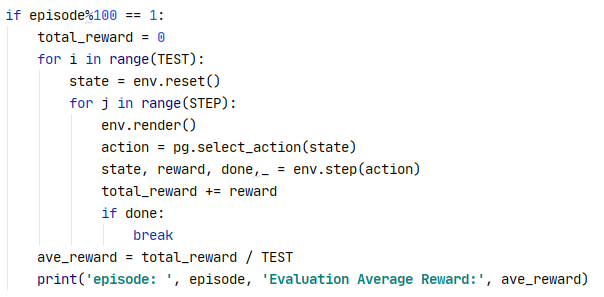 if episode%100 == 1:
    total_reward = 0
    for i in range(TEST):
        state = env.reset()
        for j in range(STEP):
            env.render()
            action = pg.select_action(state)
            state, reward, done,_ = env.step(action)
            total_reward += reward
            if done:
                break
    ave_reward = total_reward / TEST
    print('episode: ', episode, 'Evaluation Average Reward:', ave_reward)